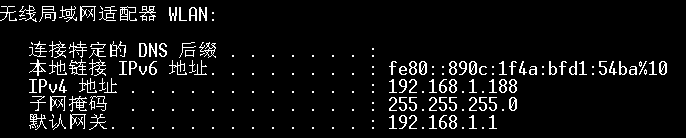 无线局域网适配器 WLAN:
连接特定的 DNS 后缀 . . . . . . . :
本地链接 IPv6 地址. . . . . . . . : fe80::890c:1f4a:bfd1:54ba%10
IPv4 地址 . . . . . . . . . . . . : 192.168.1.188
子网掩码 . . . . . . . . . . . . : 255.255.255.0
默认网关. . . . . . . . . . . . . : 192.168.1.1